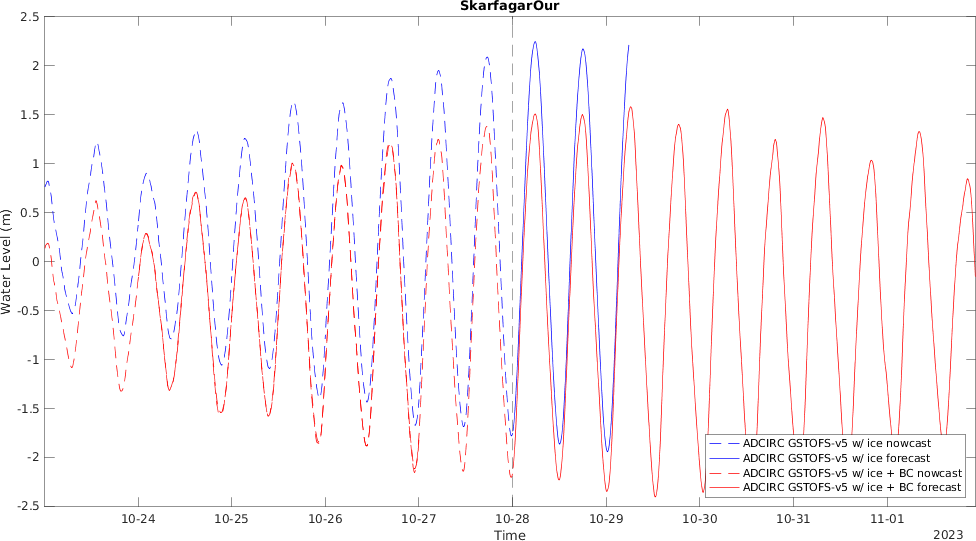 SkarfagarOur
2.5
2
1.5
1
0.5
0
-0.5
-1
-1.5
-2
-2.5
Water Level (m)
10-24 10-25 10-26 10-27 10-28 10-29 10-30 10-31 11-01
Time
2023
ADCIRC GSTOFS-v5 w/ ice nowcast
ADCIRC GSTOFS-v5 w/ ice forecast
ADCIRC GSTOFS-v5 w/ ice + BC nowcast
ADCIRC GSTOFS-v5 w/ ice + BC forecast